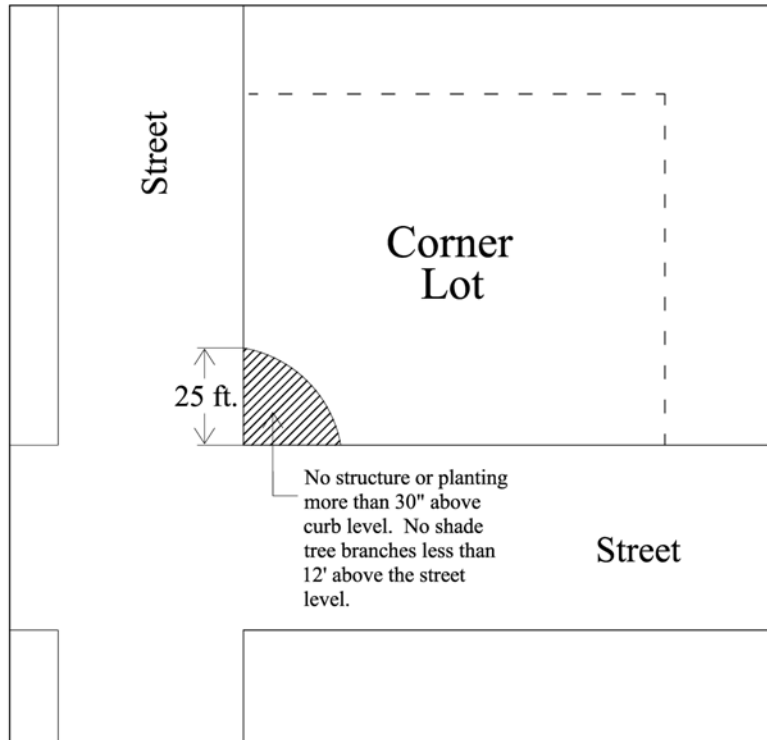 Street
Corner
Lot
25 ft.
No structure or planting
more than 30" above
curb level.  No shade
tree branches less than
12' above the street
level.
Street